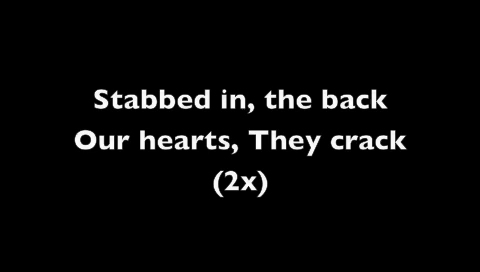 Stabbed in, the back
Our hearts, They crack
(2x)